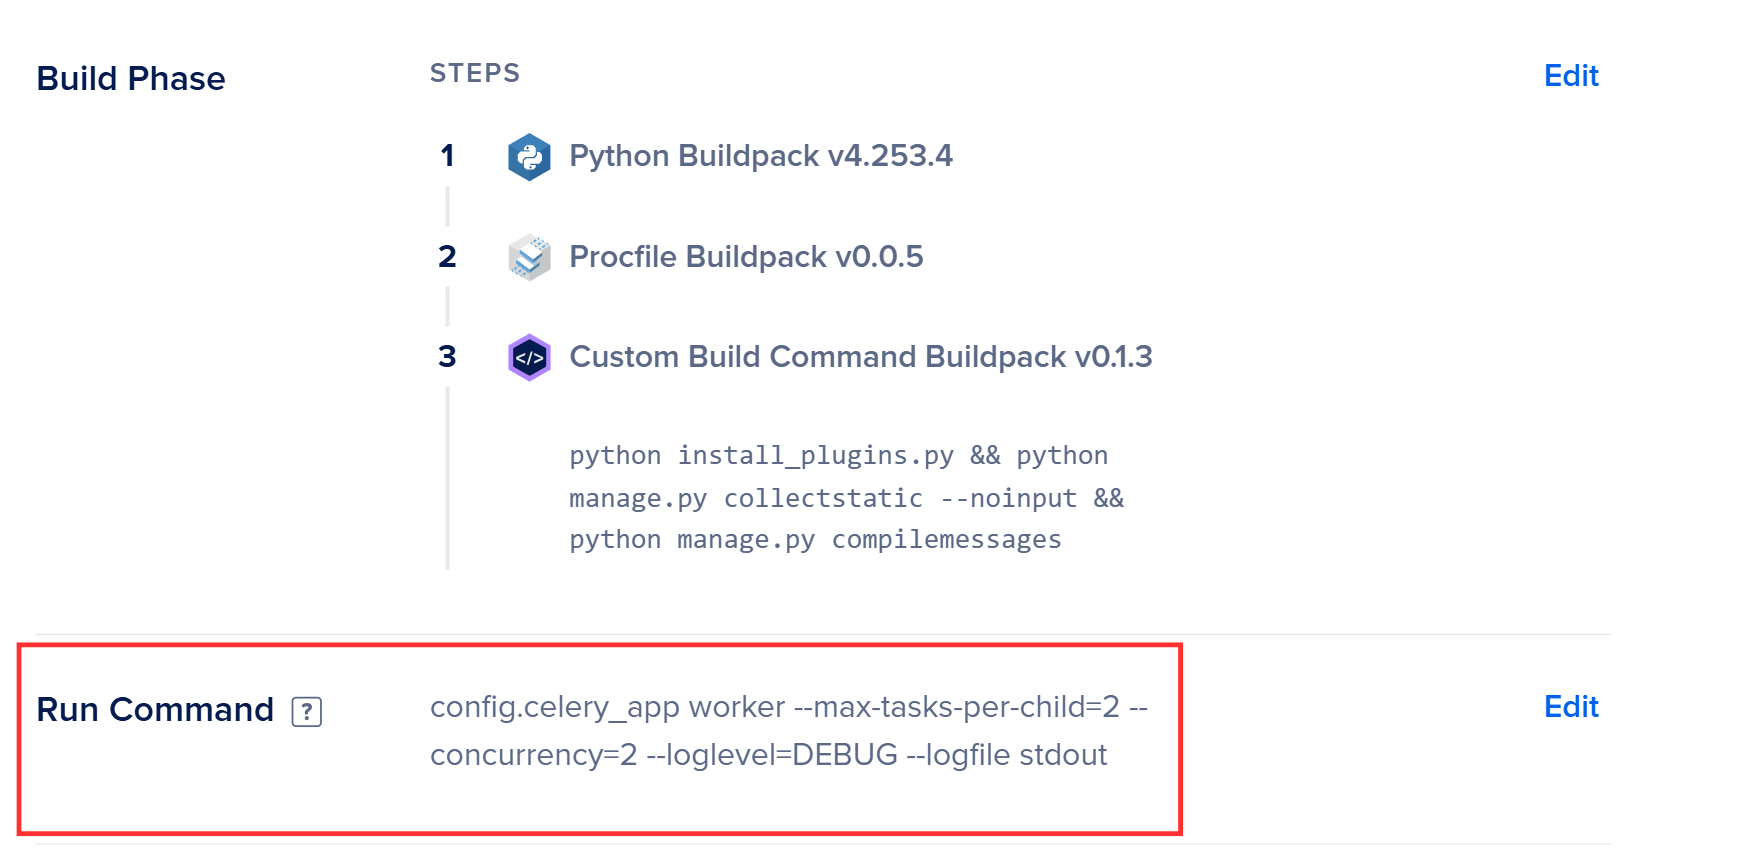 Build Phase
STEPS
Edit
1
Python Buildpack v4.253.4
2
Procfile Buildpack v0.0.5
3
</>
Custom Build Command Buildpack v0.1.3
python install_plugins.py && python
manage.py collectstatic --noinput &&
python manage.py compilemessages
Run Command ?
config.celery_app worker --max-tasks-per-child=2 --
concurrency=2 --loglevel=DEBUG --logfile stdout
Edit